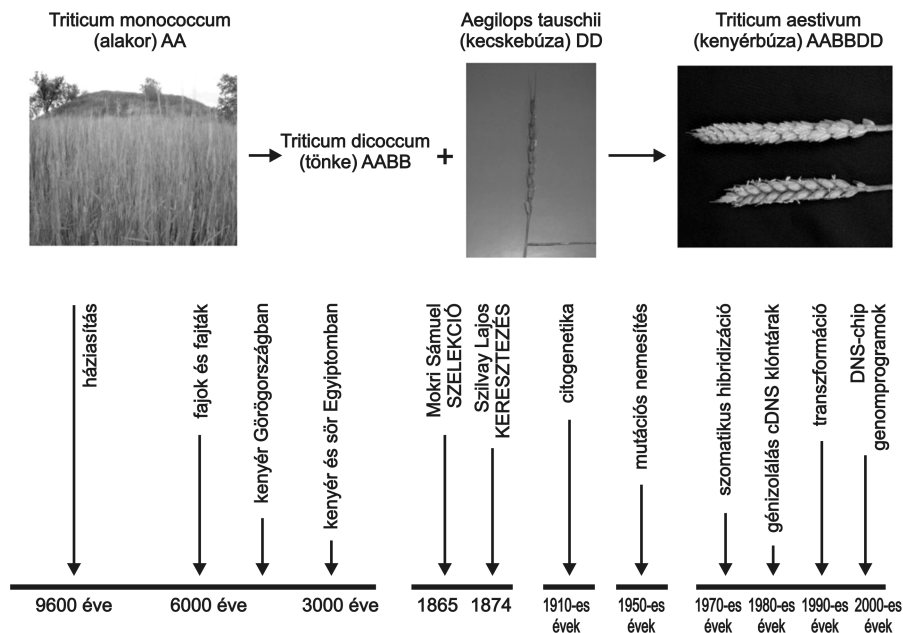 Triticum monococcum
(alakor) AA
Aegilops tauschii
(kecskebúza) DD
Triticum aestivum
(kenyérbúza) AABBDD
Triticum dicoccum
(tönke) AABB
+
háziasítás
fajok és fajták
kenyér Görögországban
kenyér és sör Egyiptomban
Mokri Sámuel
SZELEKCIÓ
Szilvay Lajos
KERESZTEZÉS
citogenetika
mutációs nemesítés
szomatikus hibridizáció
génizolálás cDNS klóntárak
transzformáció
DNS-chip
genomprogramok
9600 éve
6000 éve
3000 éve
1865
1874
1910-es
évek
1950-es
évek
1970-es
évek
1980-es
évek
1990-es
évek
2000-es
évek